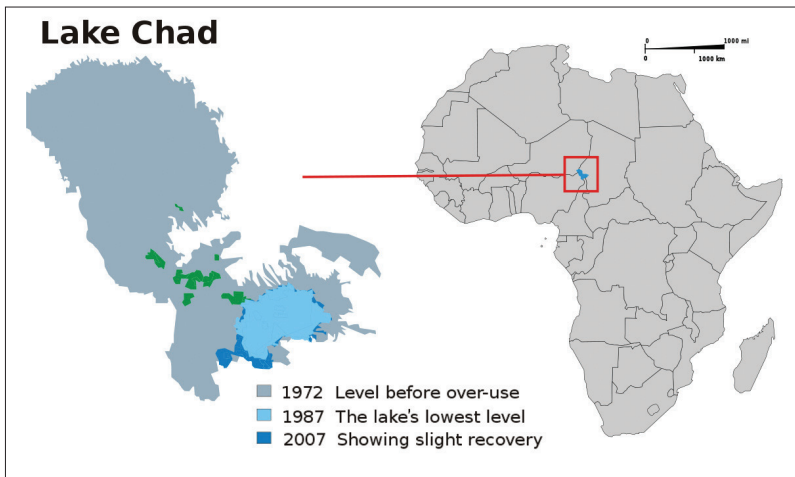 Lake Chad
0 1000 mi
0 1000 km
1972 Level before over-use
1987 The lake's lowest level
2007 Showing slight recovery